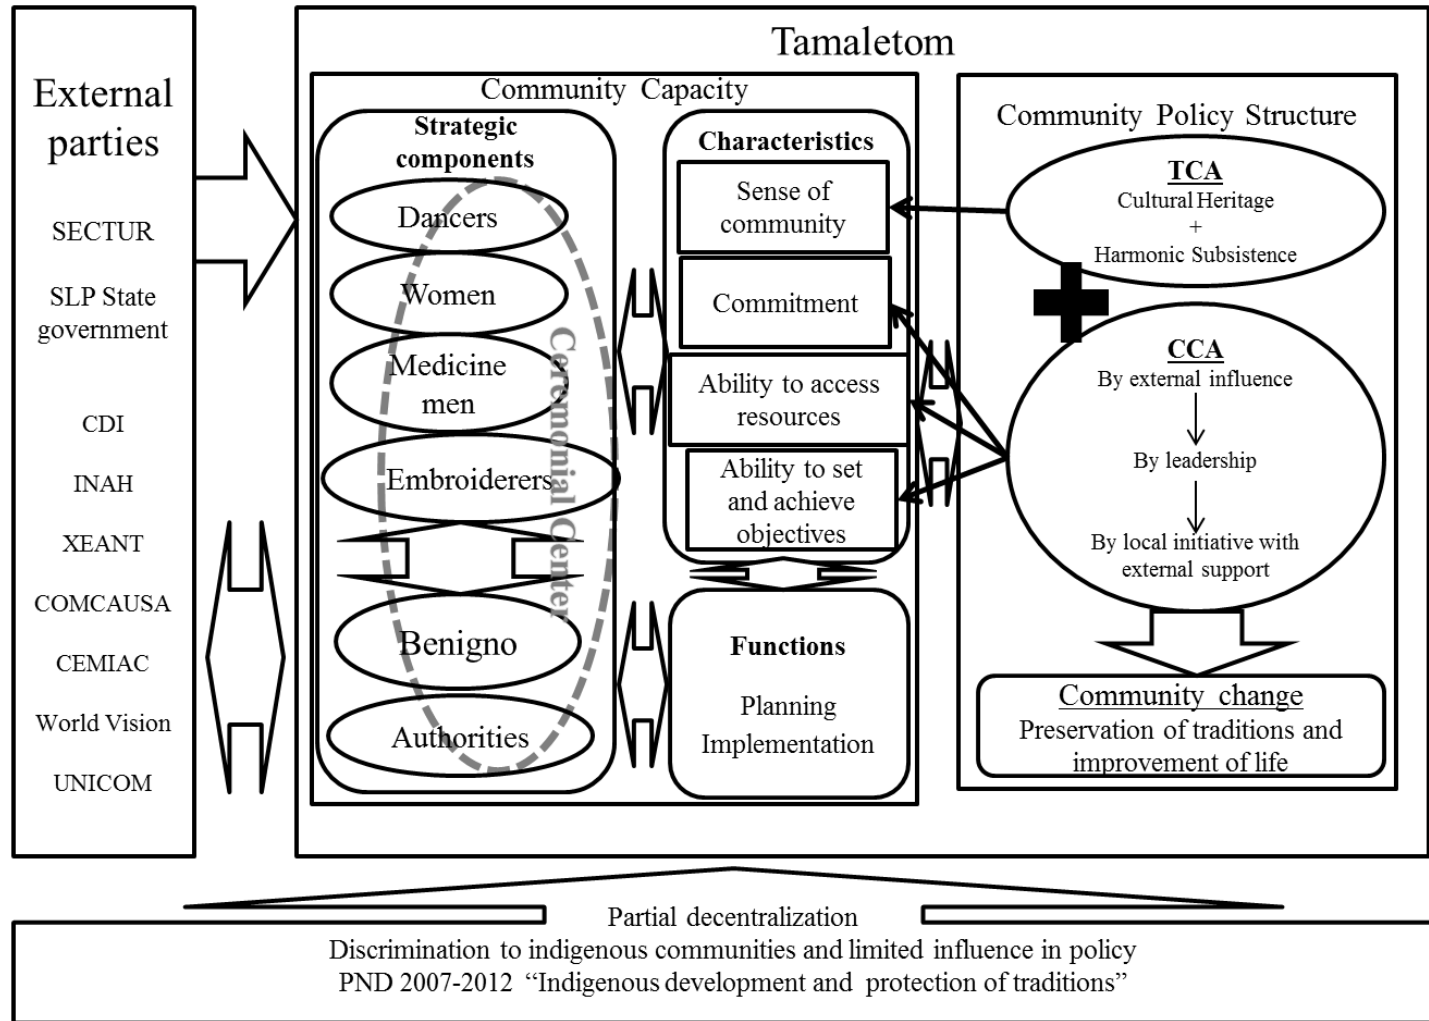 External
parties
SECTUR
SLP State
government
CDI
INAH
XEANT
COMCAUSA
CEMIAC
World Vision
UNICOM
Tamaletom
Community Capacity
Strategic
components
Dancers
Women
Medicine
men
Embroiderers
Benigno
Authorities
Ceremonial Center
Characteristics
Sense of
community
Commitment
Ability to access
resources
Ability to set
and achieve
objectives
Functions
Planning
Implementation
Community Policy Structure
TCA
Cultural Heritage
+
Harmonic Subsistence
CCA
By external influence
By leadership
By local initiative with
external support
Community change
Preservation of traditions and
improvement of life
Partial decentralization
Discrimination to indigenous communities and limited influence in policy
PND 2007-2012 “Indigenous development and protection of traditions”